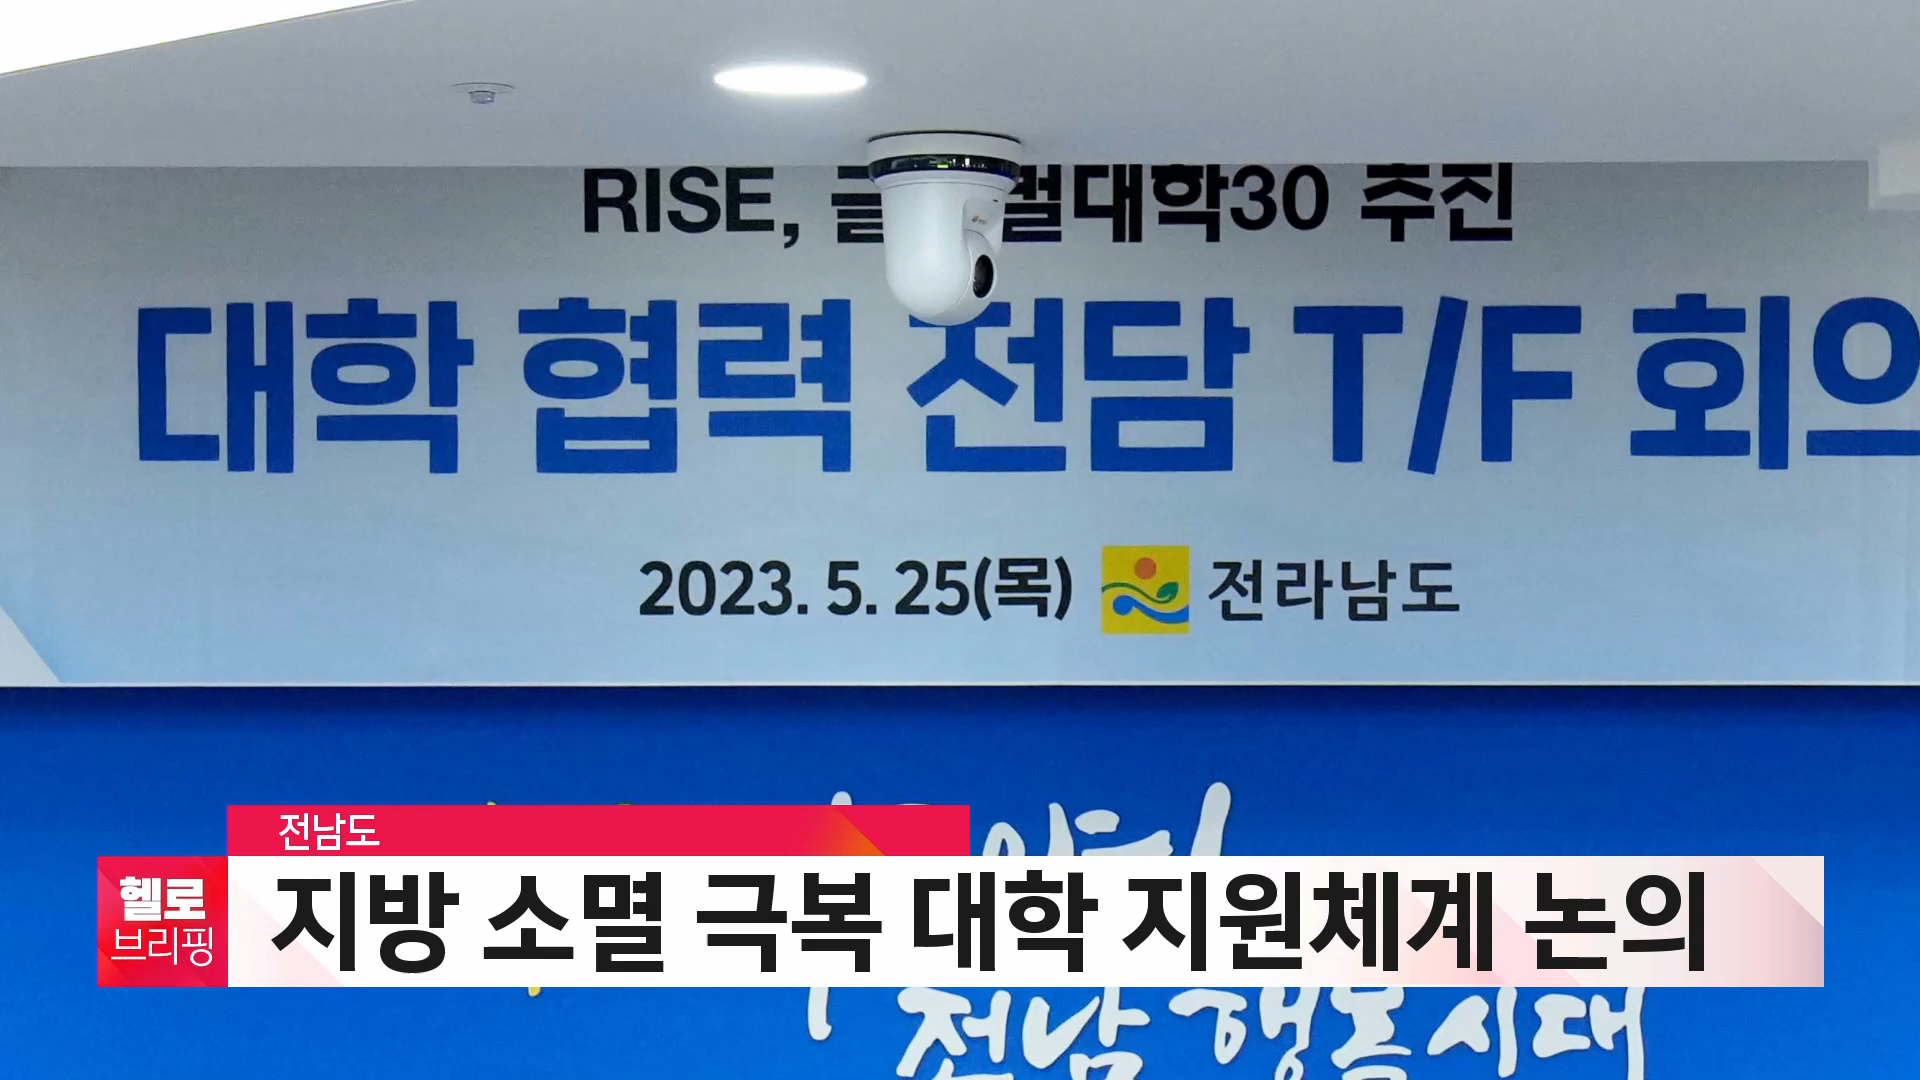 RISE, 글로벌대학30 추진
대학 협력 전담 T/F 회의
2023. 5. 25(목) 전라남도
전남도
헬로
브리핑
지방 소멸 극복 대학 지원체계 논의
전남 행복시대